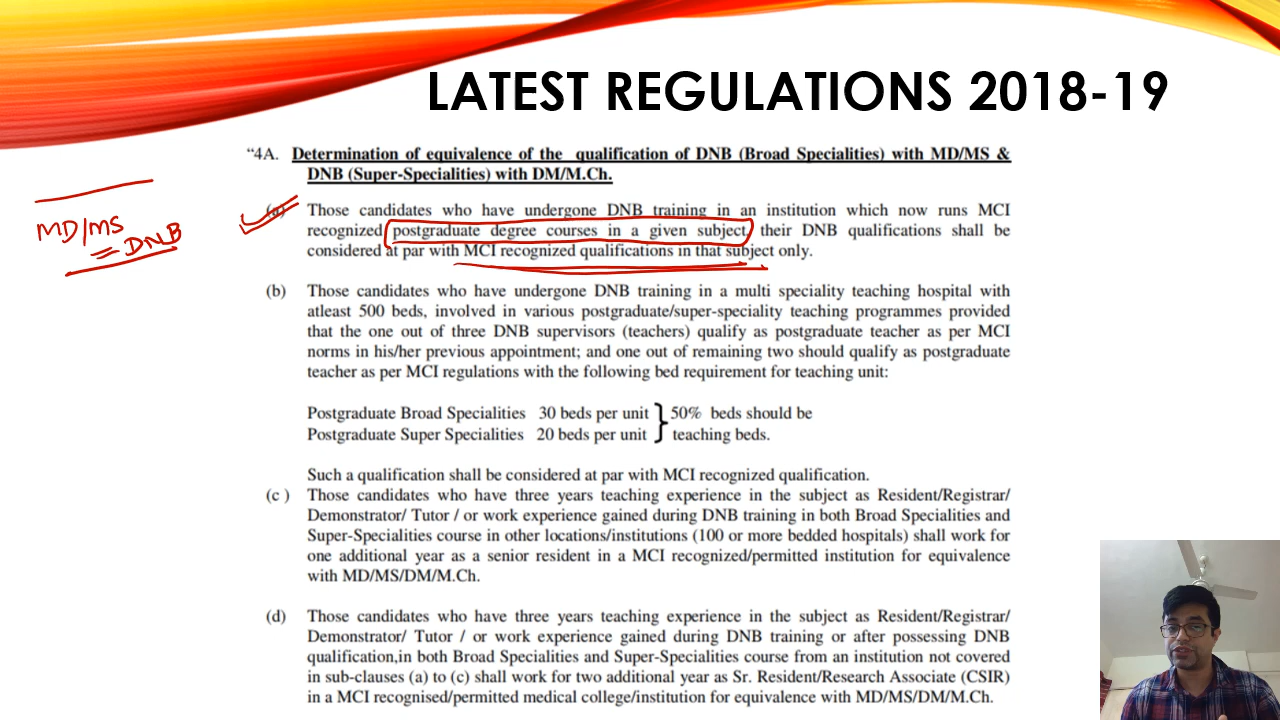 LATEST REGULATIONS 2018-19
“4A. Determination of equivalence of the qualification of DNB (Broad Specialities) with MD/MS &
DNB (Super-Specialities) with DM/M.Ch.
MD/MS
= DNB
(a) Those candidates who have undergone DNB training in an institution which now runs MCI
recognized postgraduate degree courses in a given subject, their DNB qualifications shall be
considered at par with MCI recognized qualifications in that subject only.
(b) Those candidates who have undergone DNB training in a multi speciality teaching hospital with
atleast 500 beds, involved in various postgraduate/super-speciality teaching programmes provided
that the one out of three DNB supervisors (teachers) qualify as postgraduate teacher as per MCI
norms in his/her previous appointment; and one out of remaining two should qualify as postgraduate
teacher as per MCI regulations with the following bed requirement for teaching unit:
Postgraduate Broad Specialities 30 beds per unit } 50% beds should be
Postgraduate Super Specialities 20 beds per unit teaching beds.
Such a qualification shall be considered at par with MCI recognized qualification.
(c ) Those candidates who have three years teaching experience in the subject as Resident/Registrar/
Demonstrator/ Tutor / or work experience gained during DNB training in both Broad Specialities and
Super-Specialities course in other locations/institutions (100 or more bedded hospitals) shall work for
one additional year as a senior resident in a MCI recognized/permitted institution for equivalence
with MD/MS/DM/M.Ch.
(d) Those candidates who have three years teaching experience in the subject as Resident/Registrar/
Demonstrator/ Tutor / or work experience gained during DNB training or after possessing DNB
qualification,in both Broad Specialities and Super-Specialities course from an institution not covered
in sub-clauses (a) to (c) shall work for two additional year as Sr. Resident/Research Associate (CSIR)
in a MCI recognised/permitted medical college/institution for equivalence with MD/MS/DM/M.Ch.